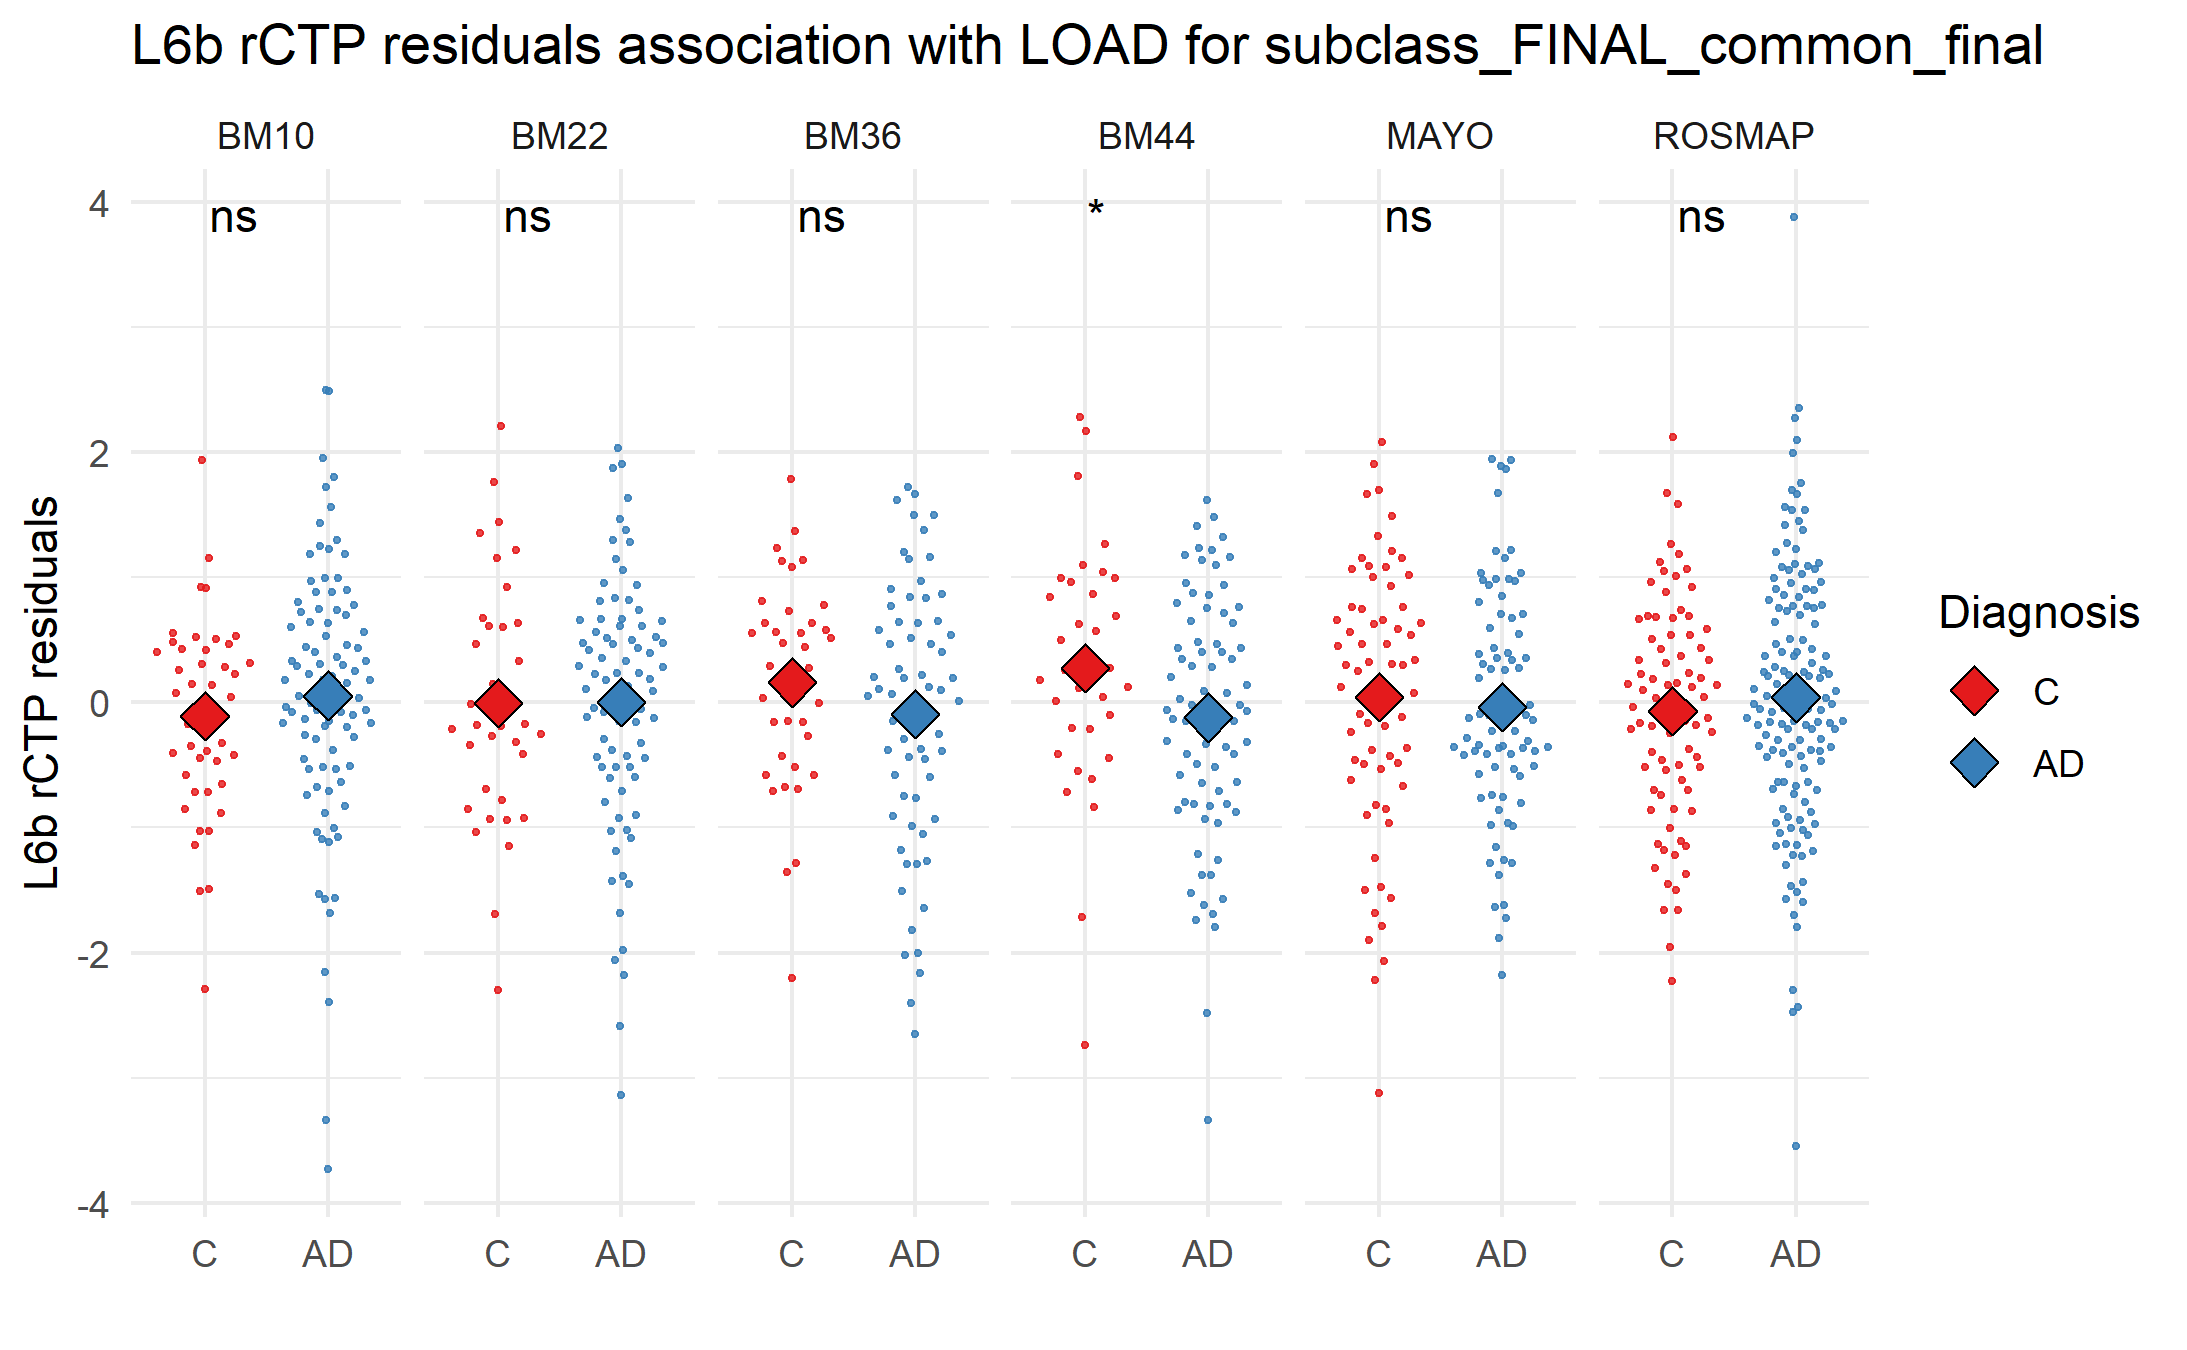 L6b rCTP residuals association with LOAD for subclass_FINAL_common_final
BM10 BM22 BM36 BM44 MAYO ROSMAP
ns ns ns * ns ns
4
2
0
-2
-4
L6b rCTP residuals
C AD C AD C AD C AD C AD C AD
Diagnosis
C
AD